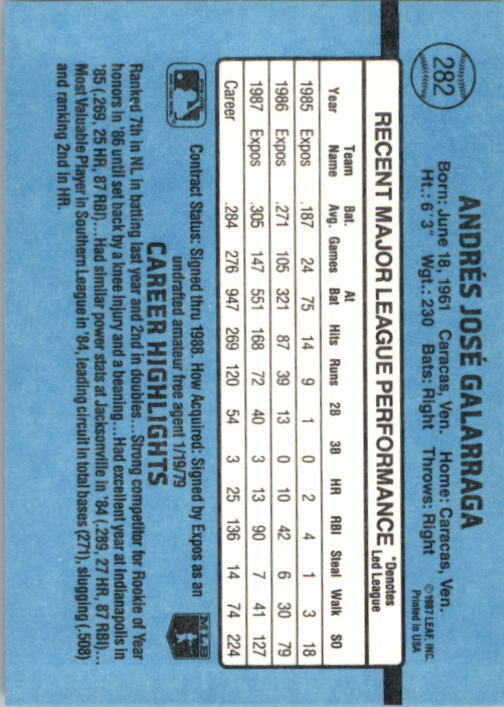 282
ANDRÉS JOSÉ GALARRAGA
Born: June 18, 1961 Caracas, Ven. Home: Caracas, Ven.
Ht.: 6'3" Wgt.: 230 Bats: Right Throws: Right
© 1987 LEAF, INC.
Printed in USA
RECENT MAJOR LEAGUE PERFORMANCE *Denotes Led League
Year Team Name Bat. Avg. Games At Bat Hits Runs 2B 3B HR RBI Steal Walk SO
1985 Expos .187 24 75 14 9 1 0 2 4 1 3 18
1986 Expos .271 105 321 87 39 13 0 10 42 6 30 79
1987 Expos .305 147 551 168 72 40 3 13 90 7 41 127
Career .284 276 947 269 120 54 3 25 136 14 74 224
Contract Status: Signed thru 1988. How Acquired: Signed by Expos as an
undrafted amateur free agent 1/19/79
MLB
CAREER HIGHLIGHTS
Ranked 7th in NL in batting last year and 2nd in doubles...Strong competitor for Rookie of Year
honors in '86 until set back by a knee injury and a beaning...Had excellent year at Indianapolis in
'85 (.269, 25 HR, 87 RBI)...Had similar power stats at Jacksonville in '84 (.289, 27 HR, 87 RBI)...
Most Valuable Player in Southern League in '84, leading circuit in total bases (271), slugging (.508)
and ranking 2nd in HR.